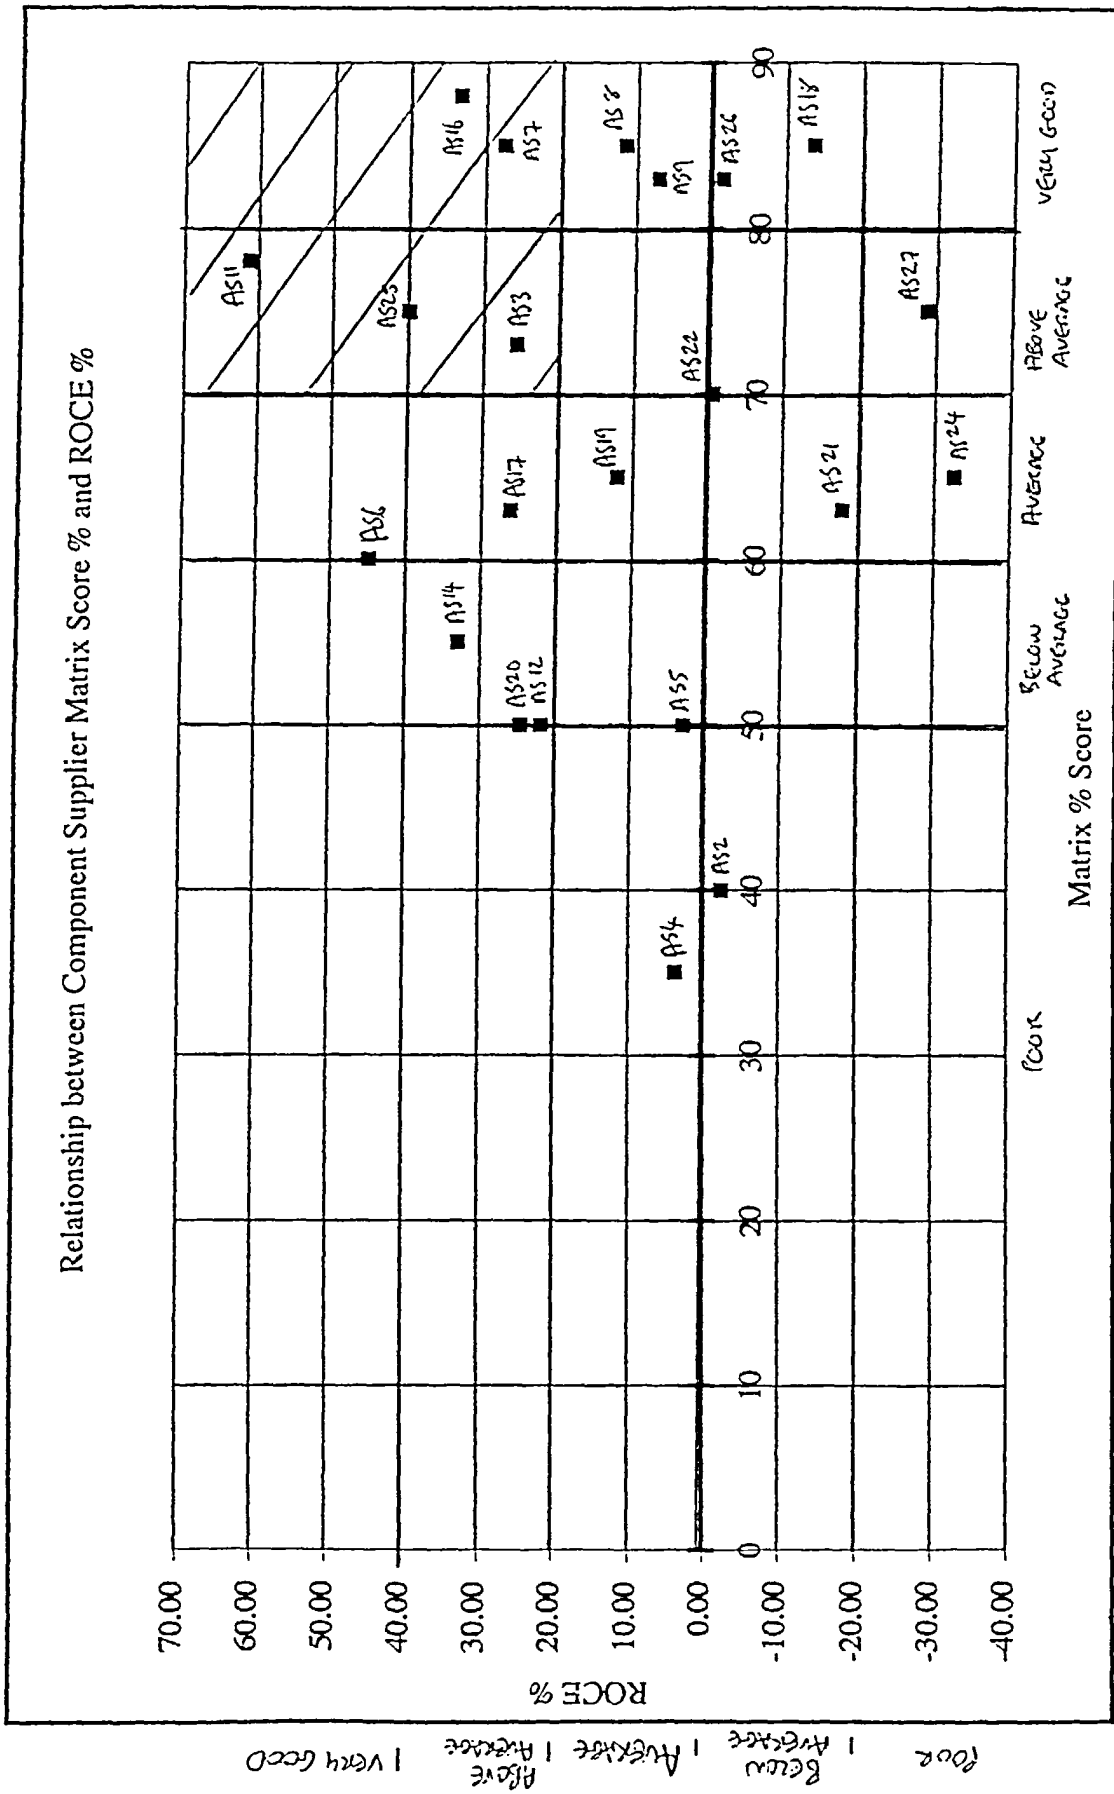 Relationship between Component Supplier Matrix Score % and ROCE %
70.00
60.00
50.00
40.00
30.00
20.00
10.00
0.00
-10.00
-20.00
-30.00
-40.00
ROCE %
VERY GOOD
ABOVE
AVERAGE
AVERAGE
BELOW
AVERAGE
POOR
AS11
AS16
AS25
AS7
AS3
AS6
AS17
AS14
AS20
AS12
AS8
AS19
AS9
AS5
AS4
AS22
AS26
AS2
AS18
AS21
AS27
AS24
0
10
20
30
40
50
60
70
80
90
POOR
BELOW
AVERAGE
AVERAGE
ABOVE
AVERAGE
VERY GOOD
Matrix % Score